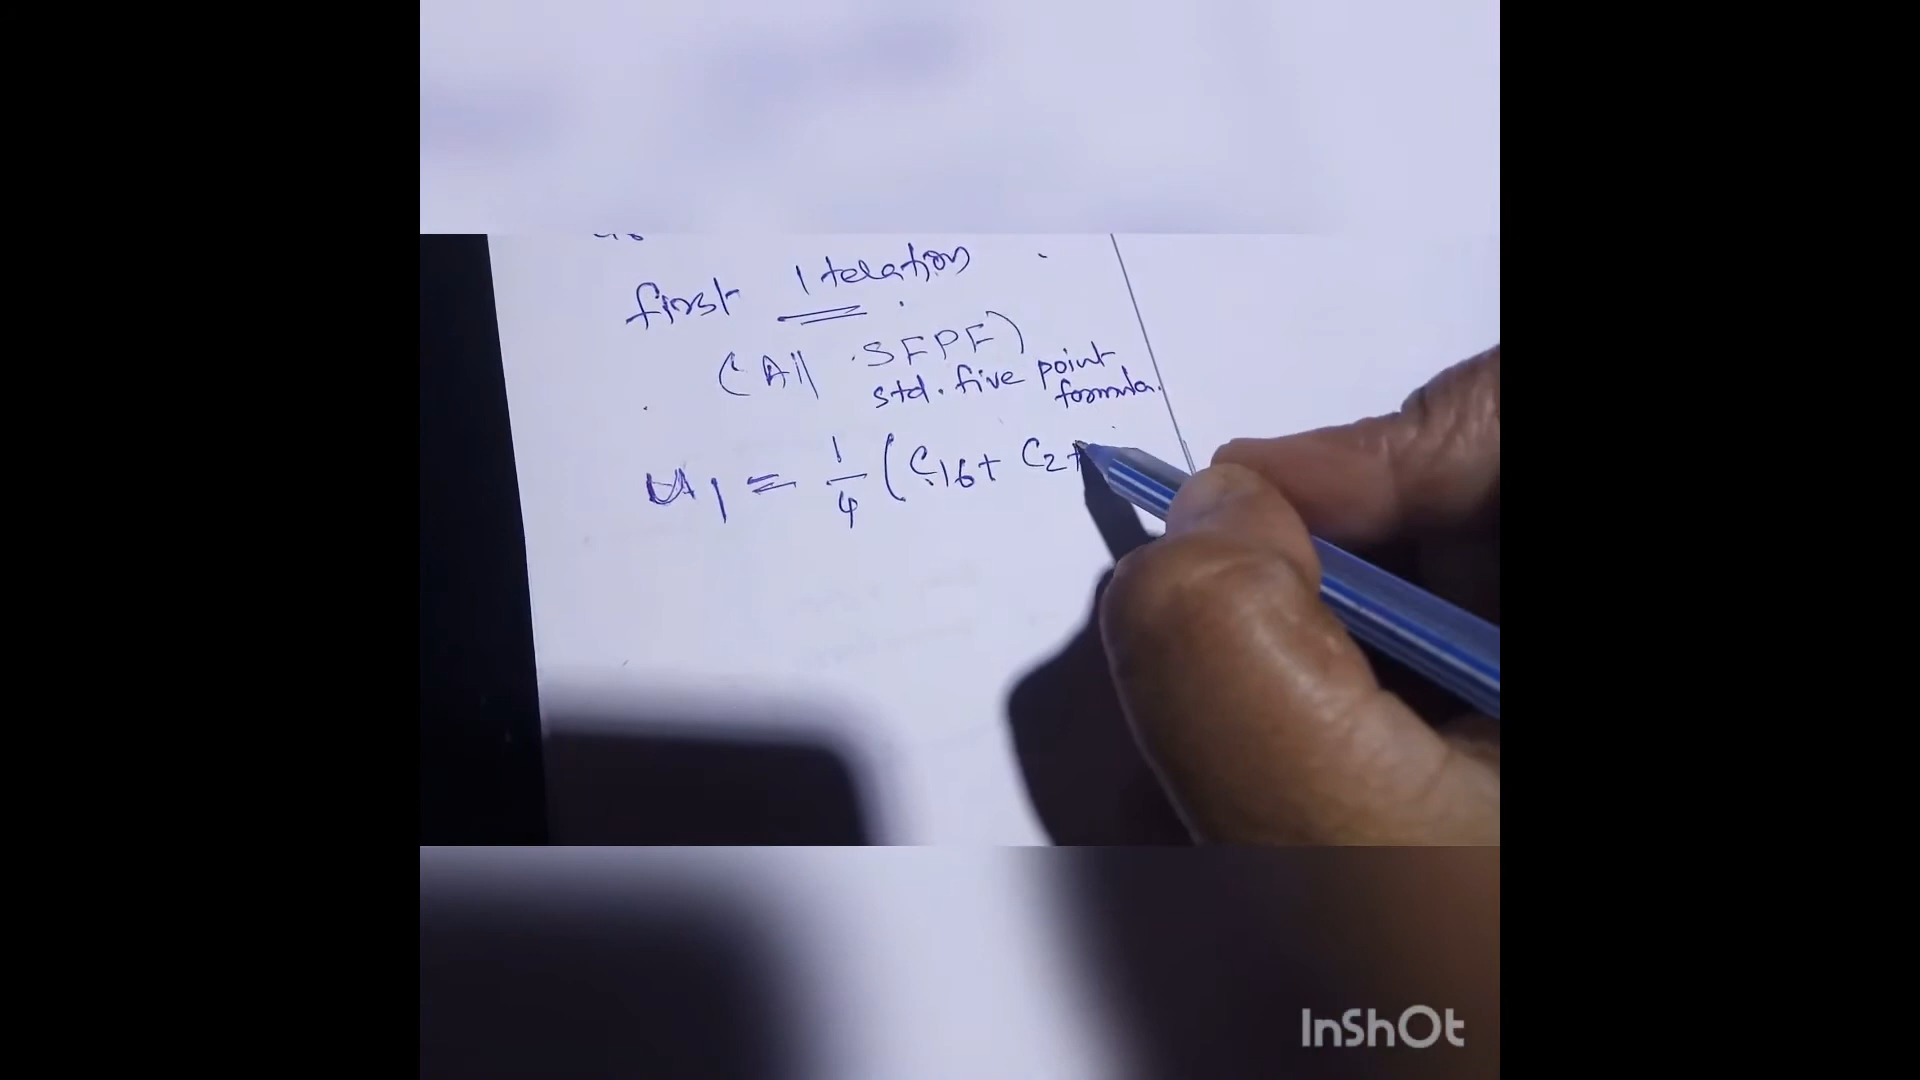 first Iteration
(All SFPF)
std. five point
formula.
u1 = 1/4 (C16 + C2 +
InShOt